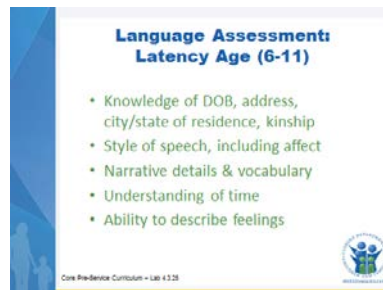 Language Assessment:
Latency Age (6-11)
• Knowledge of DOB, address,
city/state of residence, kinship
• Style of speech, including affect
• Narrative details & vocabulary
• Understanding of time
• Ability to describe feelings
Core Pre-Service Curriculum – Lab 4.3.28